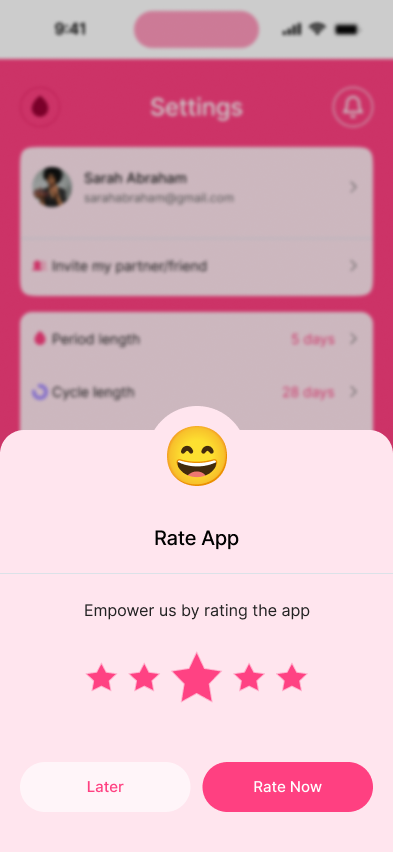 9:41
Settings
Sarah Abraham
sarahabraham@gmail.com
Invite my partner/friend
Period length 5 days
Cycle length 28 days
Rate App
Empower us by rating the app
Later Rate Now